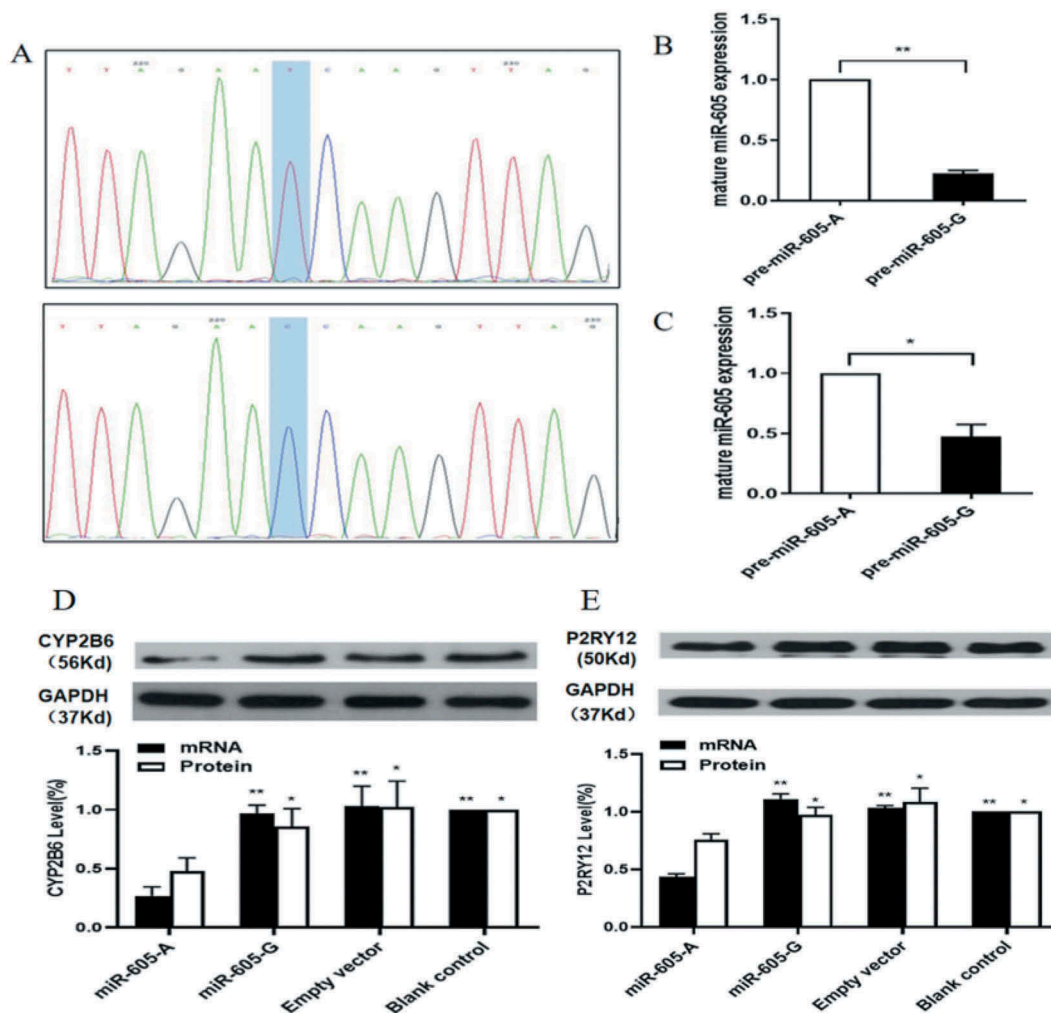 A
220 230
T T A G A A T C A A G T T A G
220 230
T T A G A A C C A A G T T A G
B
mature miR-605 expression
1.5
1.0
0.5
0.0
**
pre-miR-605-A
pre-miR-605-G
C
mature miR-605 expression
1.5
1.0
0.5
0.0
*
pre-miR-605-A
pre-miR-605-G
D
CYP2B6
(56Kd)
GAPDH
(37Kd)
CYP2B6 Level(%)
1.5
1.0
0.5
0.0
mRNA
Protein
** * ** * ** *
miR-605-A
miR-605-G
Empty vector
Blank control
E
P2RY12
(50Kd)
GAPDH
(37Kd)
P2RY12 Level(%)
1.5
1.0
0.5
0.0
mRNA
Protein
** * ** * ** *
miR-605-A
miR-605-G
Empty vector
Blank control